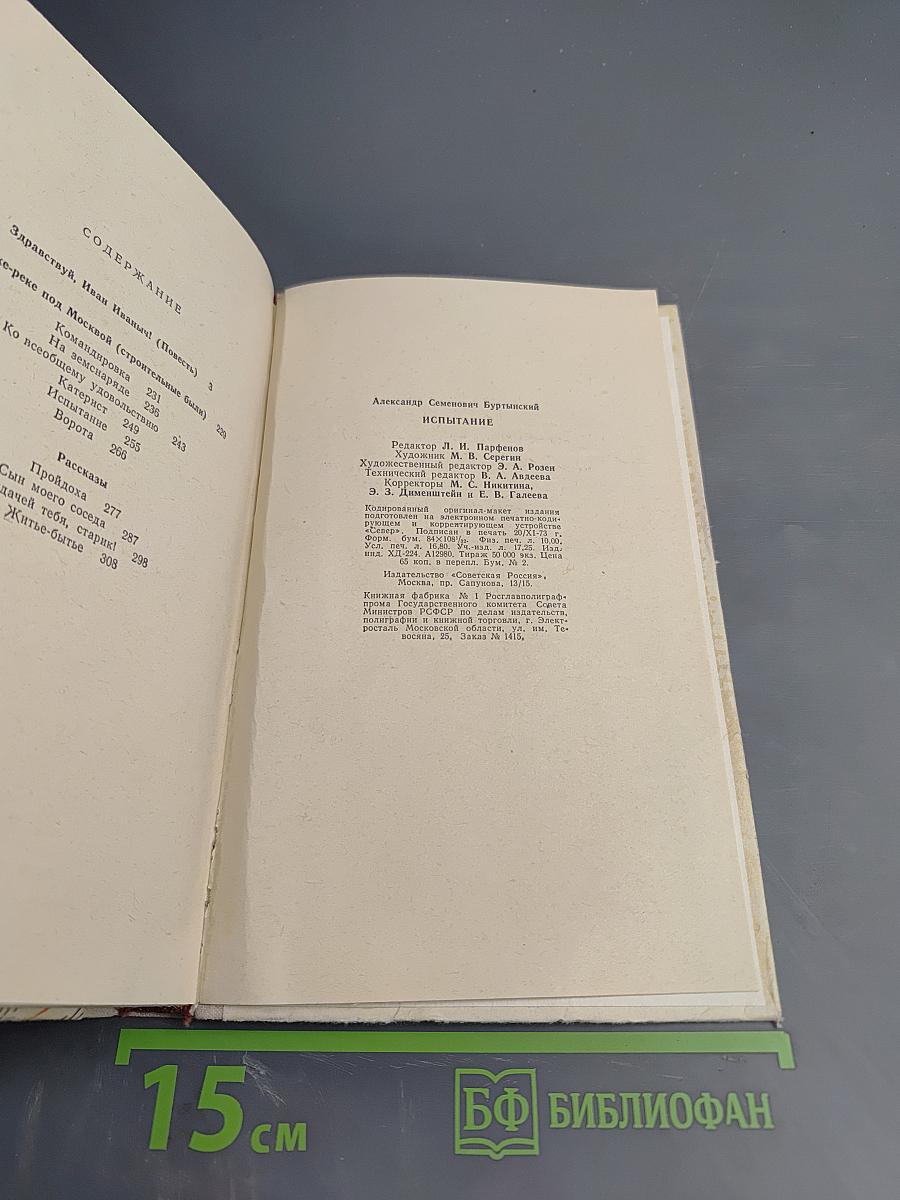 СОДЕРЖАНИЕ
Здравствуй, Иван Иваныч! (Повесть) 3
под Москвой (строительные были) 229
Командировка 231
На земснаряде 236
Ко всеобщему удовольствию 243
Катерист 249
Испытание 255
Ворота 266
Рассказы
Пройдоха 277
Сын моего соседа 287
тебя, старик! 298
Житье-бытье 308
Александр Семенович Буртынский
ИСПЫТАНИЕ
Редактор Л. И. Парфенов
Художник М. В. Серегин
Художественный редактор Э. А. Розен
Технический редактор В. А. Авдеева
Корректоры М. С. Никитина,
Э. З. Дименштейн и Е. В. Галеева
Кодированный оригинал-макет издания
подготовлен на электронном печатно-коди-
рующем и корректирующем устройстве
«Север». Подписан в печать 20/XI-73 г.
Форм. бум. 84×108¹/₃₂. Физ. печ. л. 10,00.
Усл. печ. л. 16,80. Уч.-изд. л. 17,25. Изд.
инд. ХД-224. А12980. Тираж 50 000 экз. Цена
65 коп. в перепл. Бум. № 2.
Издательство «Советская Россия».
Москва, пр. Сапунова, 13/15.
Книжная фабрика № 1 Росглавполиграф-
прома Государственного комитета Совета
Министров РСФСР по делам издательств,
полиграфии и книжной торговли, г. Элект-
росталь Московской области, ул. им. Те-
восяна, 25, Заказ № 1415.
15 см
БФ БИБЛИОФАН